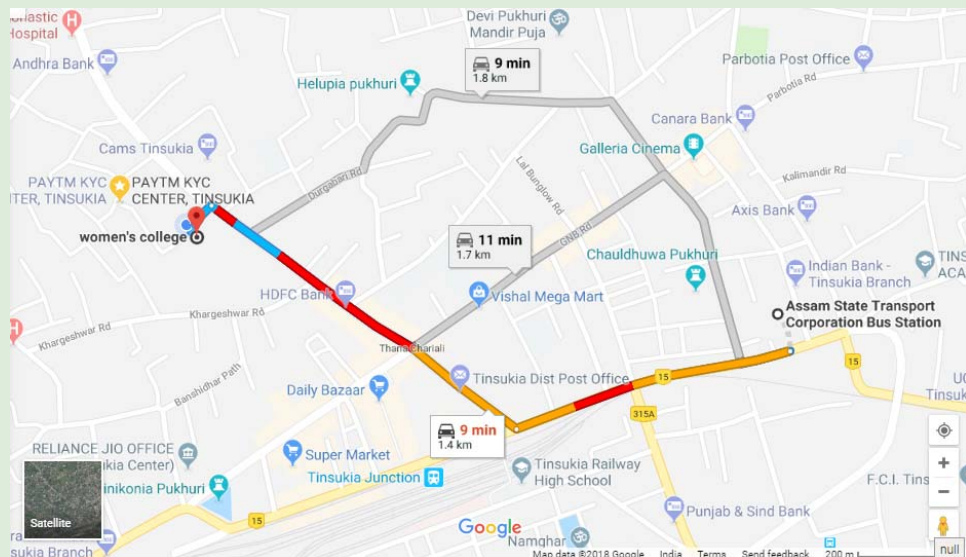 Hospital
Devi Pukhuri
Mandir Puja
Andhra Bank
9 min
1.8 km
Parbotia Post Office
Helupia pukhuri
Parbotia Rd
Canara Bank
Cams Tinsukia
Galleria Cinema
Lal Bunglow Rd
Kalimandir Rd
PAYTM KYC
TER, TINSUKIA
PAYTM KYC
CENTER, TINSUKIA
Durgabari Rd
Axis Bank
women's college
11 min
1.7 km
GNB Rd
Chauldhuwa Pukhuri
TINS
ACA
Indian Bank -
Tinsukia Branch
HDFC Bank
Vishal Mega Mart
Assam State Transport
Corporation Bus Station
Khargeshwar Rd
Thana Chariali
15
Banshidhar Path
Daily Bazaar
Tinsukia Dist Post Office
15
315A
Tinsukia
9 min
1.4 km
RELIANCE JIO OFFICE
(Tinsukia Center)
Super Market
Tinsukia Junction
Tinsukia Railway
High School
F.C.I. Tins
inikonia Pukhuri
15
Satellite
Punjab & Sind Bank
Google
Namghar
sukia Branch
Map data ©2018 Google India Terms Send feedback 200 m
null